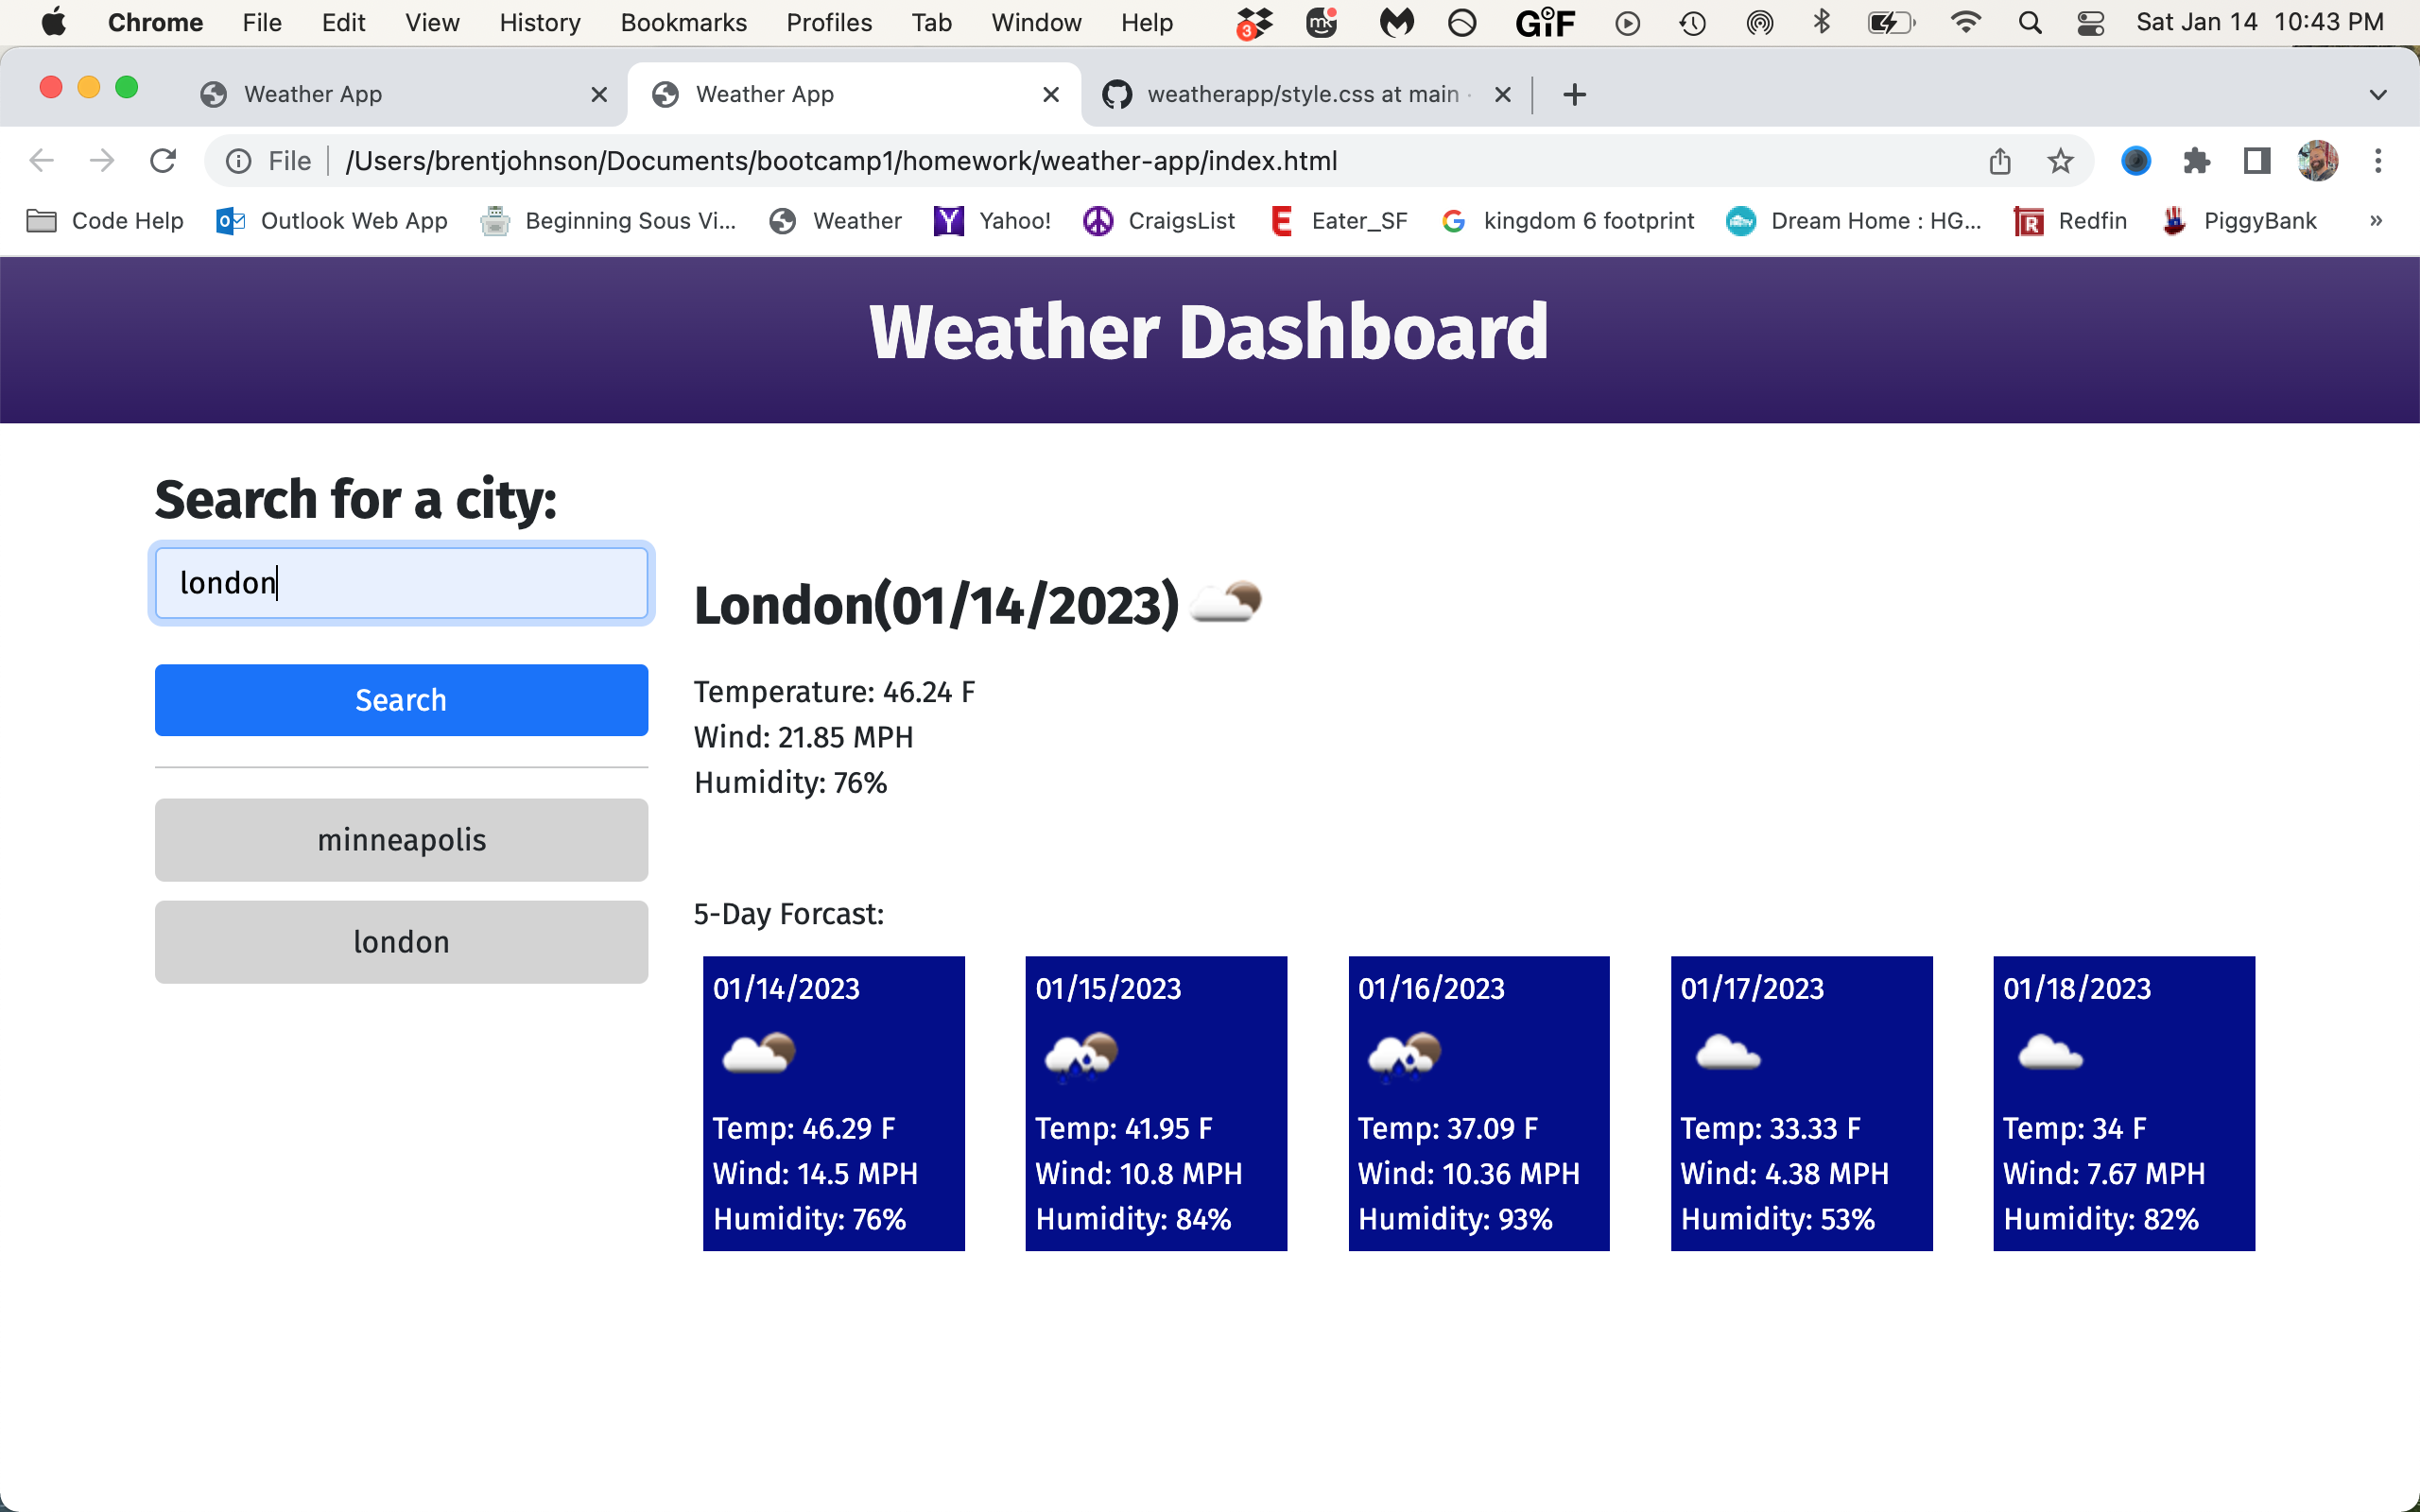 Chrome File Edit View History Bookmarks Profiles Tab Window Help 3 mk GIF Sat Jan 14 10:43 PM
Weather App Weather App weatherapp/style.css at main ·
File /Users/brentjohnson/Documents/bootcamp1/homework/weather-app/index.html
Code Help Outlook Web App Beginning Sous Vi... Weather Yahoo! CraigsList Eater_SF kingdom 6 footprint Dream Home : HG... Redfin PiggyBank »
Weather Dashboard
Search for a city:
london
Search
minneapolis
london
London(01/14/2023)
Temperature: 46.24 F
Wind: 21.85 MPH
Humidity: 76%
5-Day Forcast:
01/14/2023
Temp: 46.29 F
Wind: 14.5 MPH
Humidity: 76%
01/15/2023
Temp: 41.95 F
Wind: 10.8 MPH
Humidity: 84%
01/16/2023
Temp: 37.09 F
Wind: 10.36 MPH
Humidity: 93%
01/17/2023
Temp: 33.33 F
Wind: 4.38 MPH
Humidity: 53%
01/18/2023
Temp: 34 F
Wind: 7.67 MPH
Humidity: 82%